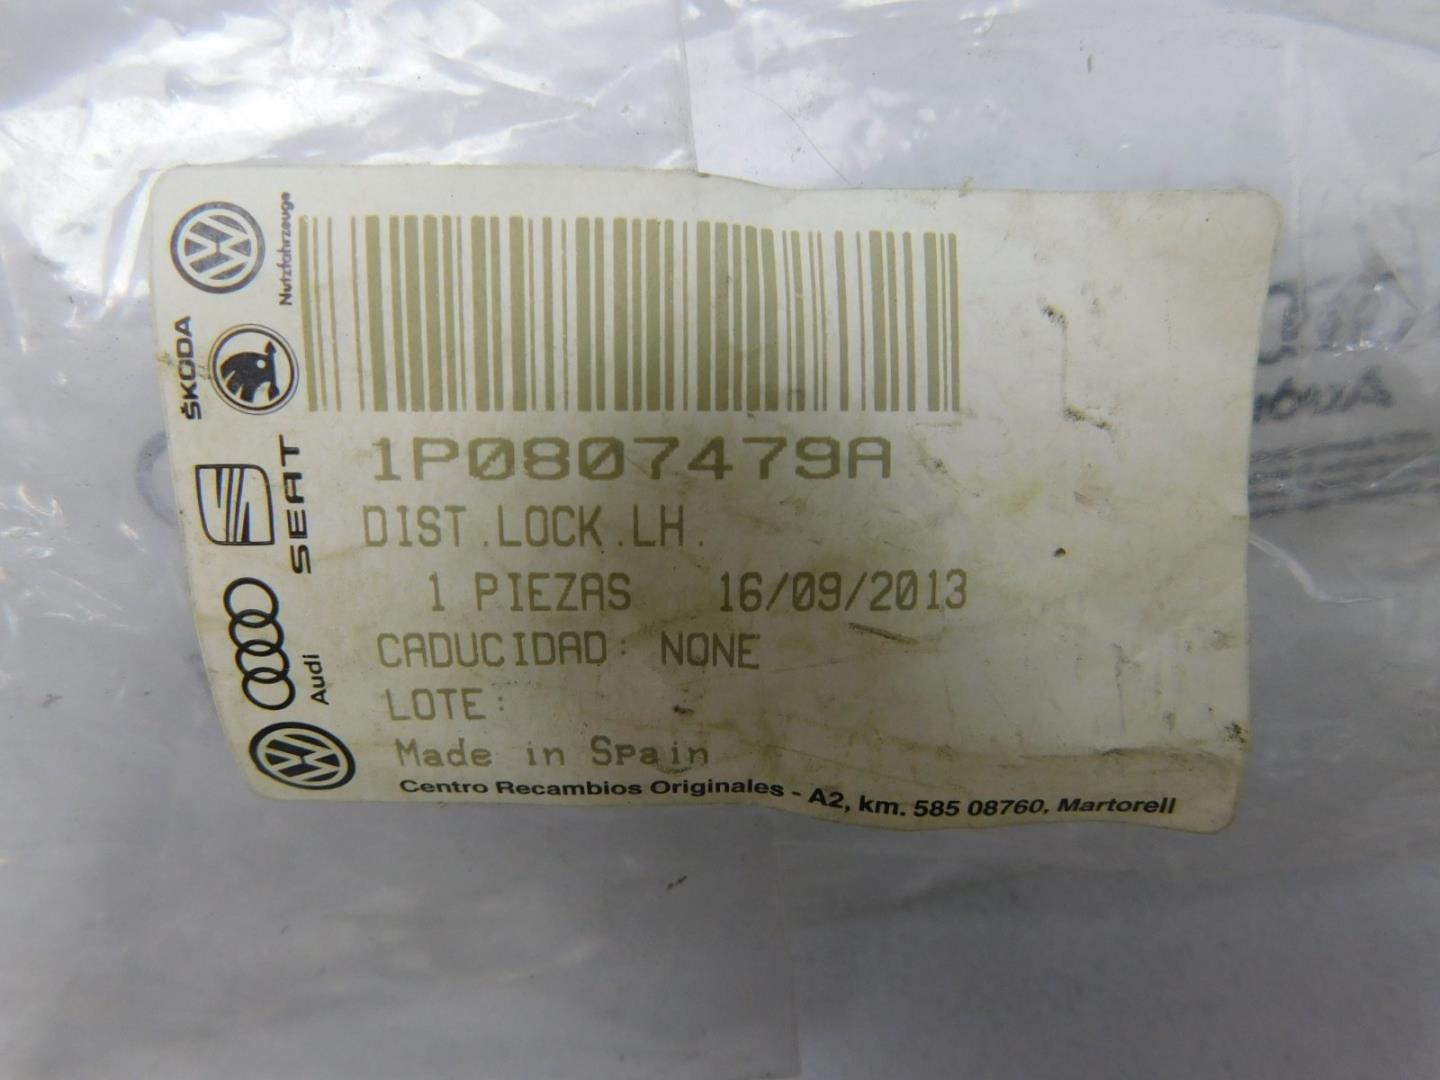 Nutzfahrzeuge
ŠKODA
SEAT
Audi
1P0807479A
DIST.LOCK.LH.
1 PIEZAS 16/09/2013
CADUCIDAD: NONE
LOTE:
Made in Spain
Centro Recambios Originales - A2, km. 585 08760, Martorell